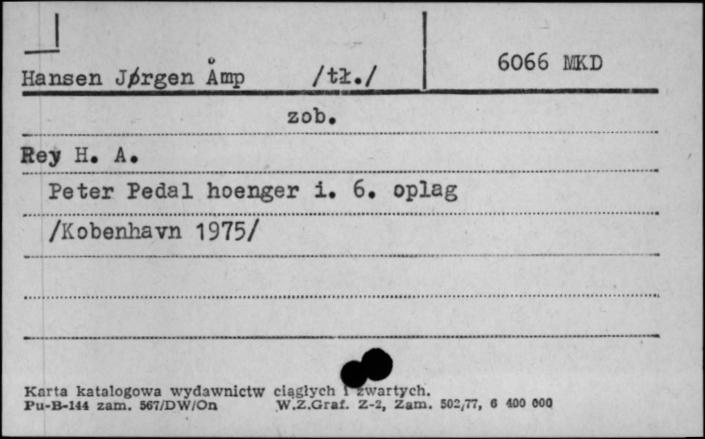 Hansen Jørgen Åmp /tł./ 6066 MKD
zob.
Rey H. A.
Peter Pedal hoenger i. 6. oplag
/Kobenhavn 1975/
Karta katalogowa wydawnictw ciągłych i zwartych.
Pu-B-144 zam. 567/DW/On W.Z.Graf. Z-2, Zam. 502/77, 6 400 000